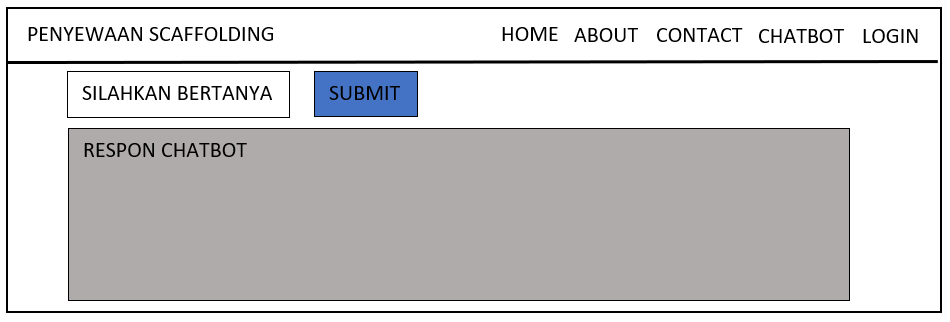 PENYEWAAN SCAFFOLDING HOME ABOUT CONTACT CHATBOT LOGIN
SILAHKAN BERTANYA SUBMIT
RESPON CHATBOT